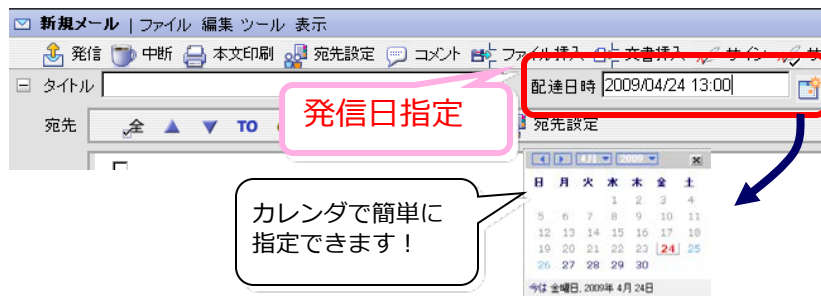 新規メール | ファイル 編集 ツール 表示
発信 中断 本文印刷 宛先設定 コメント ファイル挿入 文書挿入 サイン
タイトル
配達日時 2009/04/24 13:00
発信日指定
宛先 全 TO 宛先設定
4月 2009
日 月 火 水 木 金 土
1 2 3 4
5 6 7 8 9 10 11
12 13 14 15 16 17 18
19 20 21 22 23 24 25
26 27 28 29 30
今は 金曜日, 2009年 4月 24日
カレンダで簡単に
指定できます！